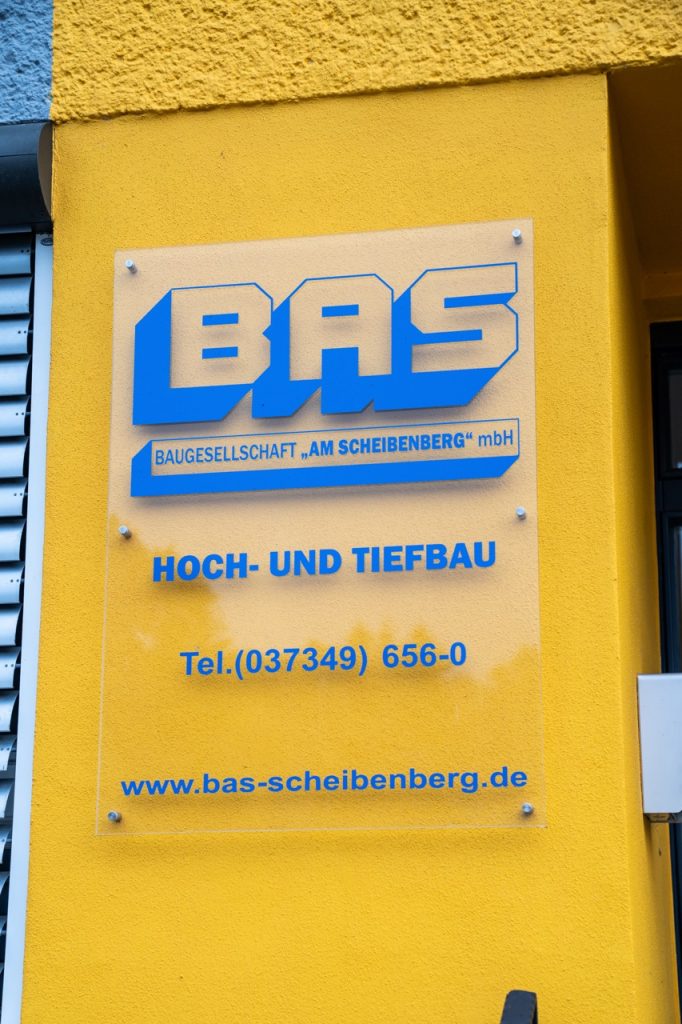 BAS
BAUGESELLSCHAFT „AM SCHEIBENBERG“ mbH
HOCH- UND TIEFBAU
Tel.(037349) 656-0
www.bas-scheibenberg.de